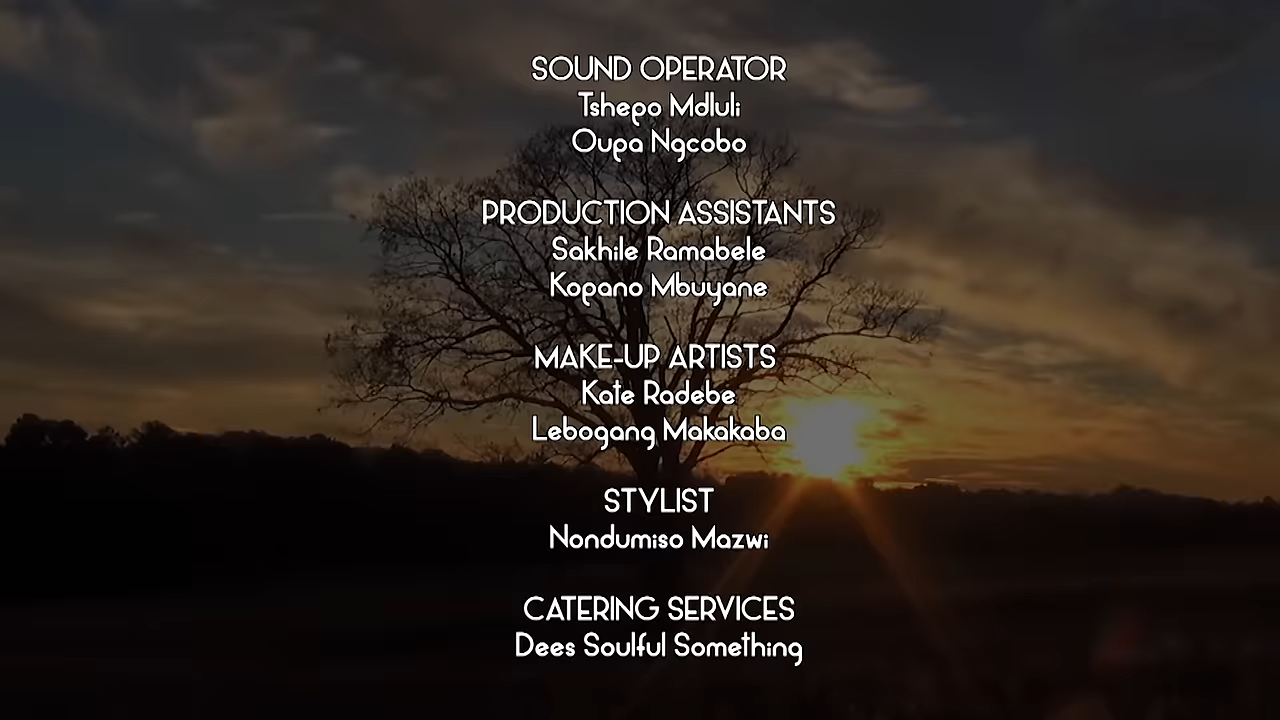 SOUND OPERATOR
Tshepo Mdluli
Oupa Ngcobo
PRODUCTION ASSISTANTS
Sakhile Ramabele
Kopano Mbuyane
MAKE-UP ARTISTS
Kate Radebe
Lebogang Makakaba
STYLIST
Nondumiso Mazwi
CATERING SERVICES
Dees Soulful Something